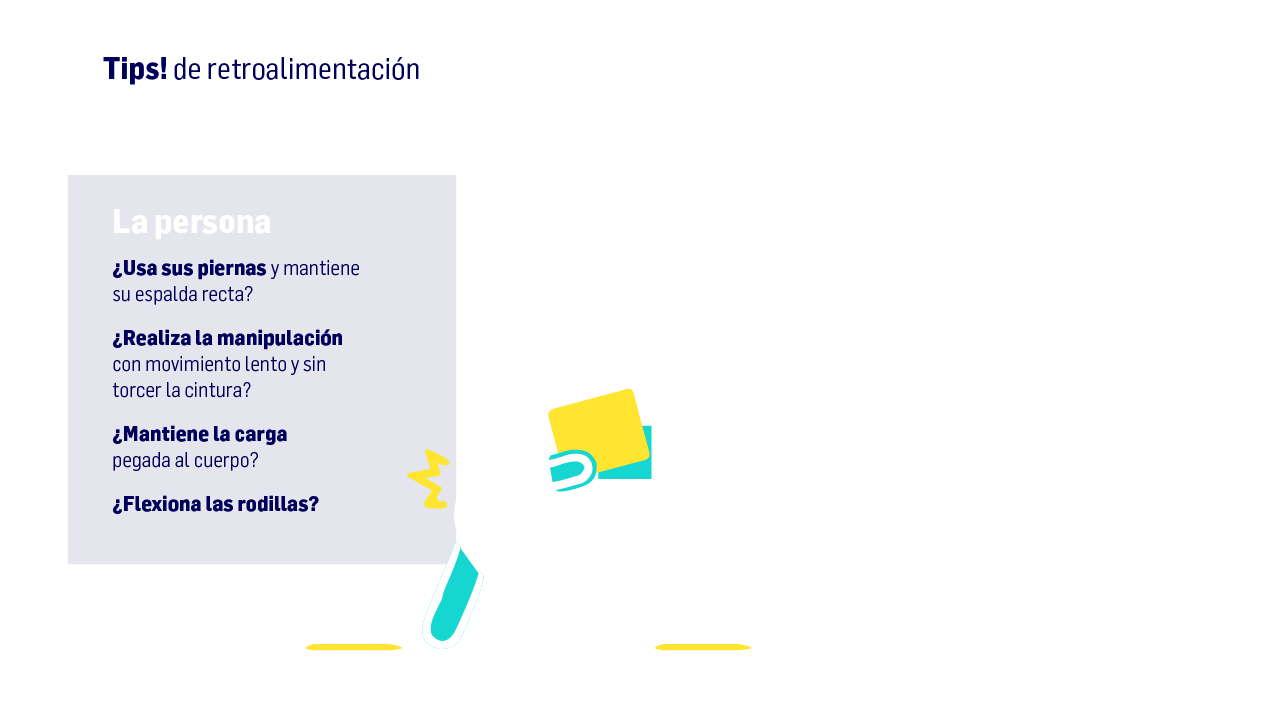 Tips! de retroalimentación
La persona
¿Usa sus piernas y mantiene
su espalda recta?
¿Realiza la manipulación
con movimiento lento y sin
torcer la cintura?
¿Mantiene la carga
pegada al cuerpo?
¿Flexiona las rodillas?